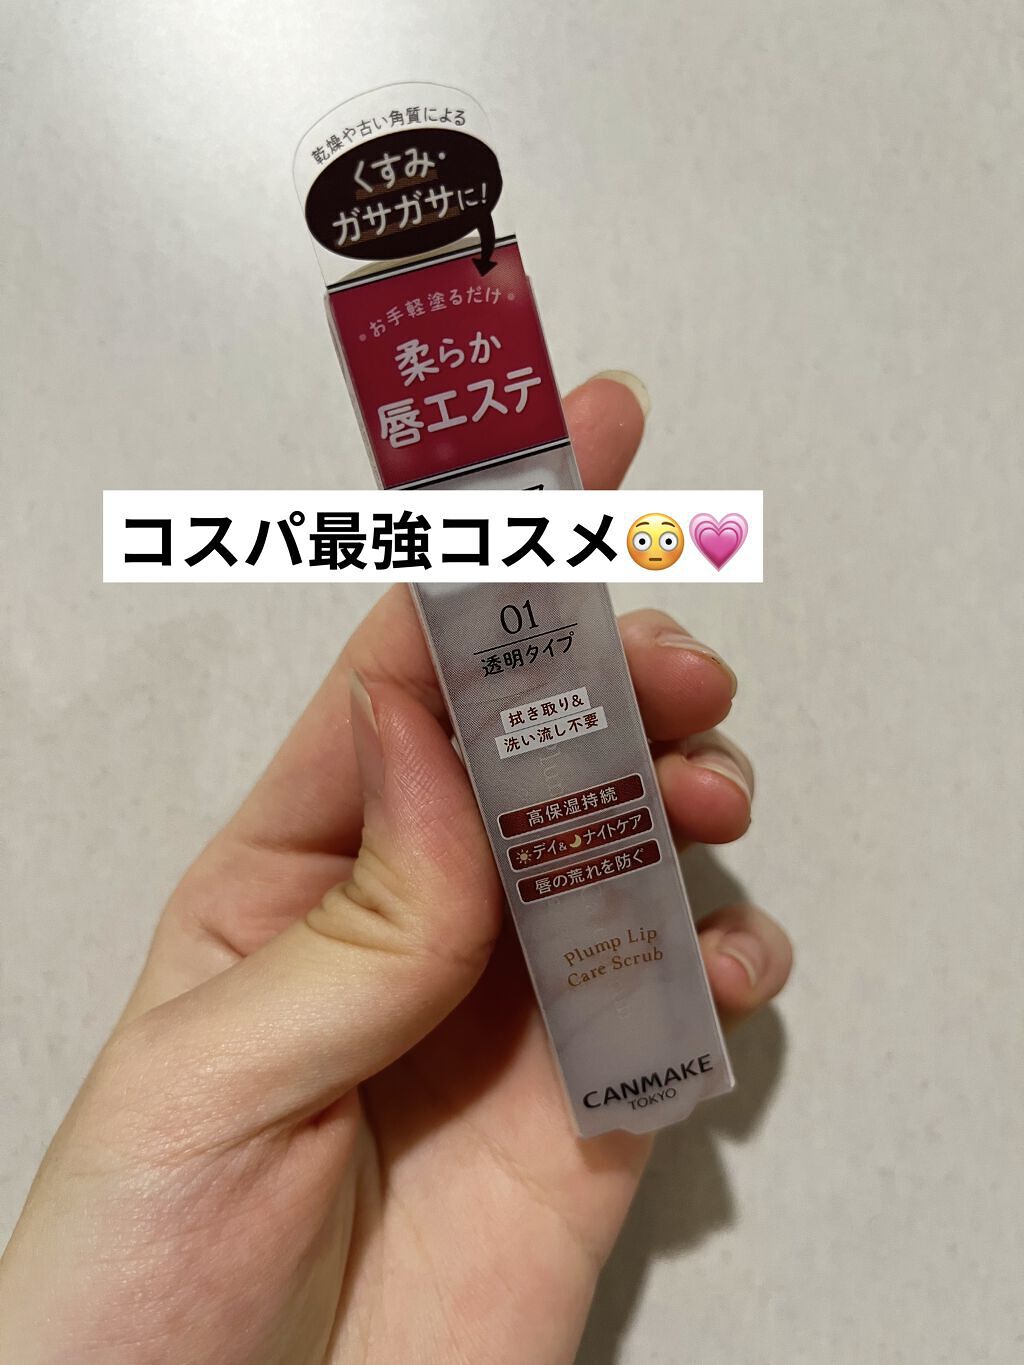 乾燥や古い角質による
くすみ・
ガサガサに!
お手軽塗るだけ
柔らか
唇エステ
コスパ最強コスメ😳💗
01
透明タイプ
拭き取り&
洗い流し不要
高保湿持続
デイ&ナイトケア
唇の荒れを防ぐ
Plump Lip
Care Scrub
CANMAKE
TOKYO